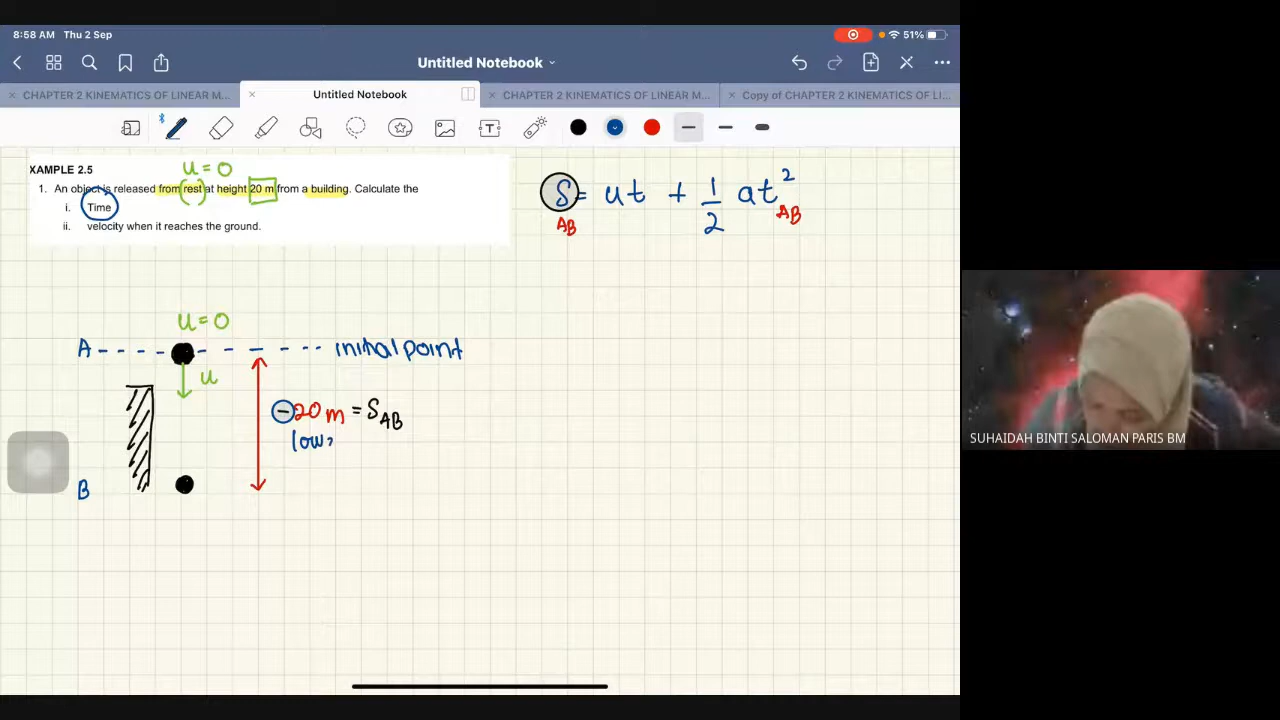 8:58 AM Thu 2 Sep
51%
Untitled Notebook
CHAPTER 2 KINEMATICS OF LINEAR M...
Untitled Notebook
CHAPTER 2 KINEMATICS OF LINEAR M...
Copy of CHAPTER 2 KINEMATICS OF LI...
XAMPLE 2.5
u = 0
1. An object is released from rest at height 20 m from a building. Calculate the
i. Time
ii. velocity when it reaches the ground.
S = ut + 1/2 at²
AB AB
u = 0
A initial point
u
- 20 m = S AB
low
B
SUHAIDAH BINTI SALOMAN PARIS BM